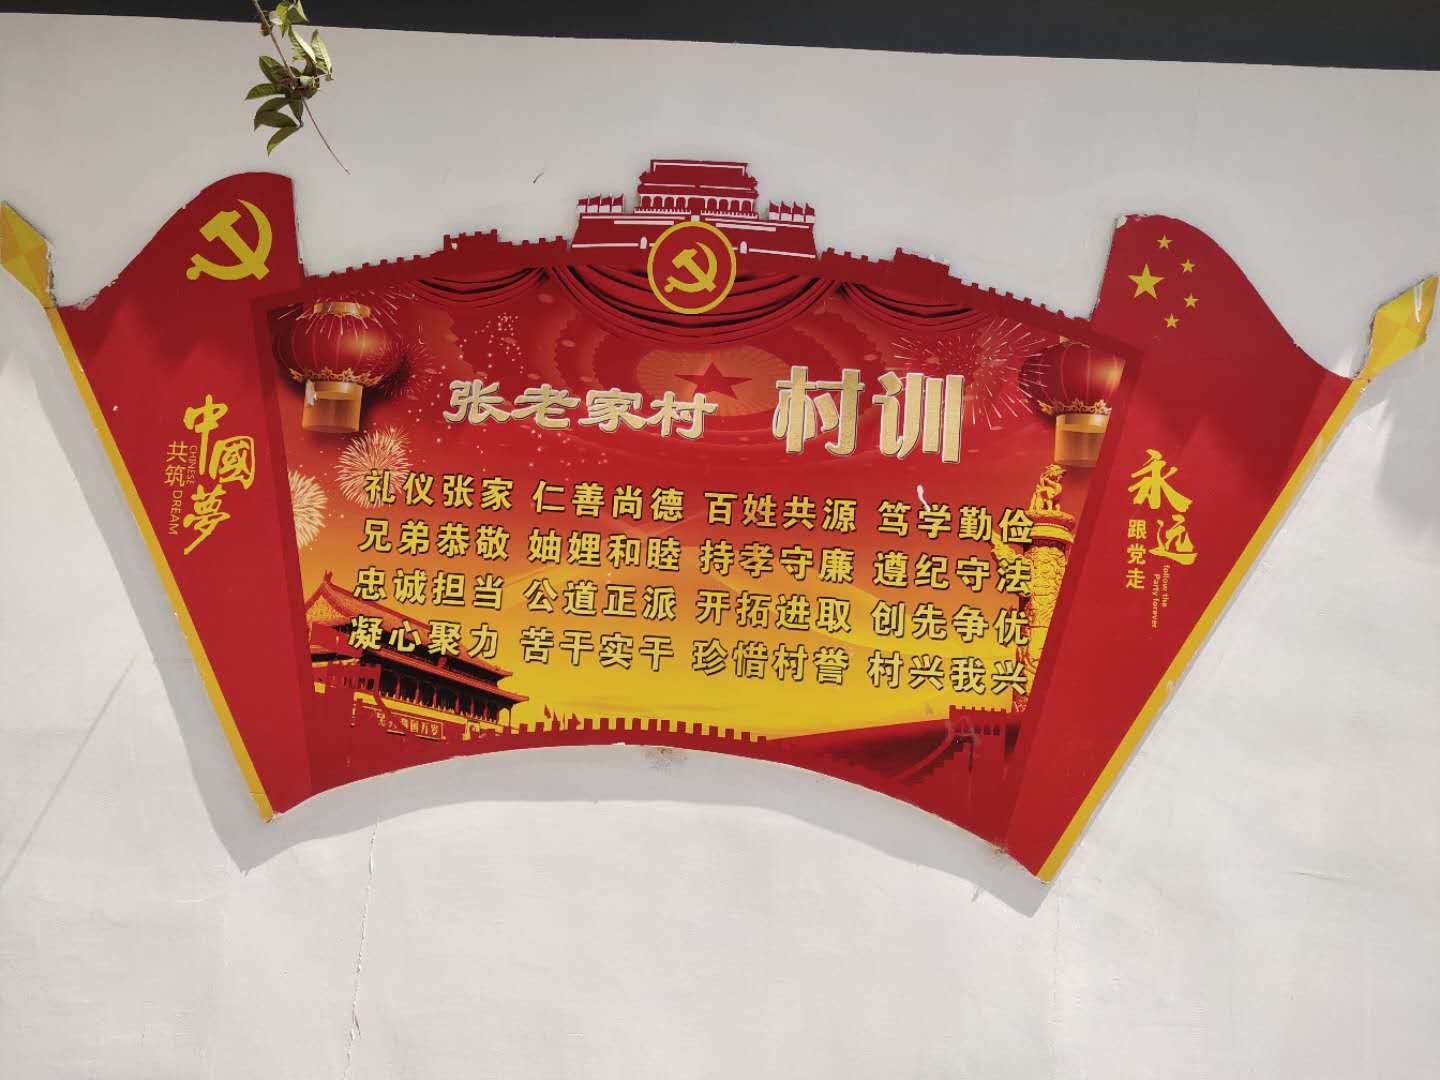 共筑
中國夢
CHINESE DREAM
张老家村 村训
礼仪张家 仁善尚德 百姓共源 笃学勤俭
兄弟恭敬 妯娌和睦 持孝守廉 遵纪守法
忠诚担当 公道正派 开拓进取 创先争优
凝心聚力 苦干实干 珍惜村誉 村兴我兴
永远
跟党走
follow the
Party forever